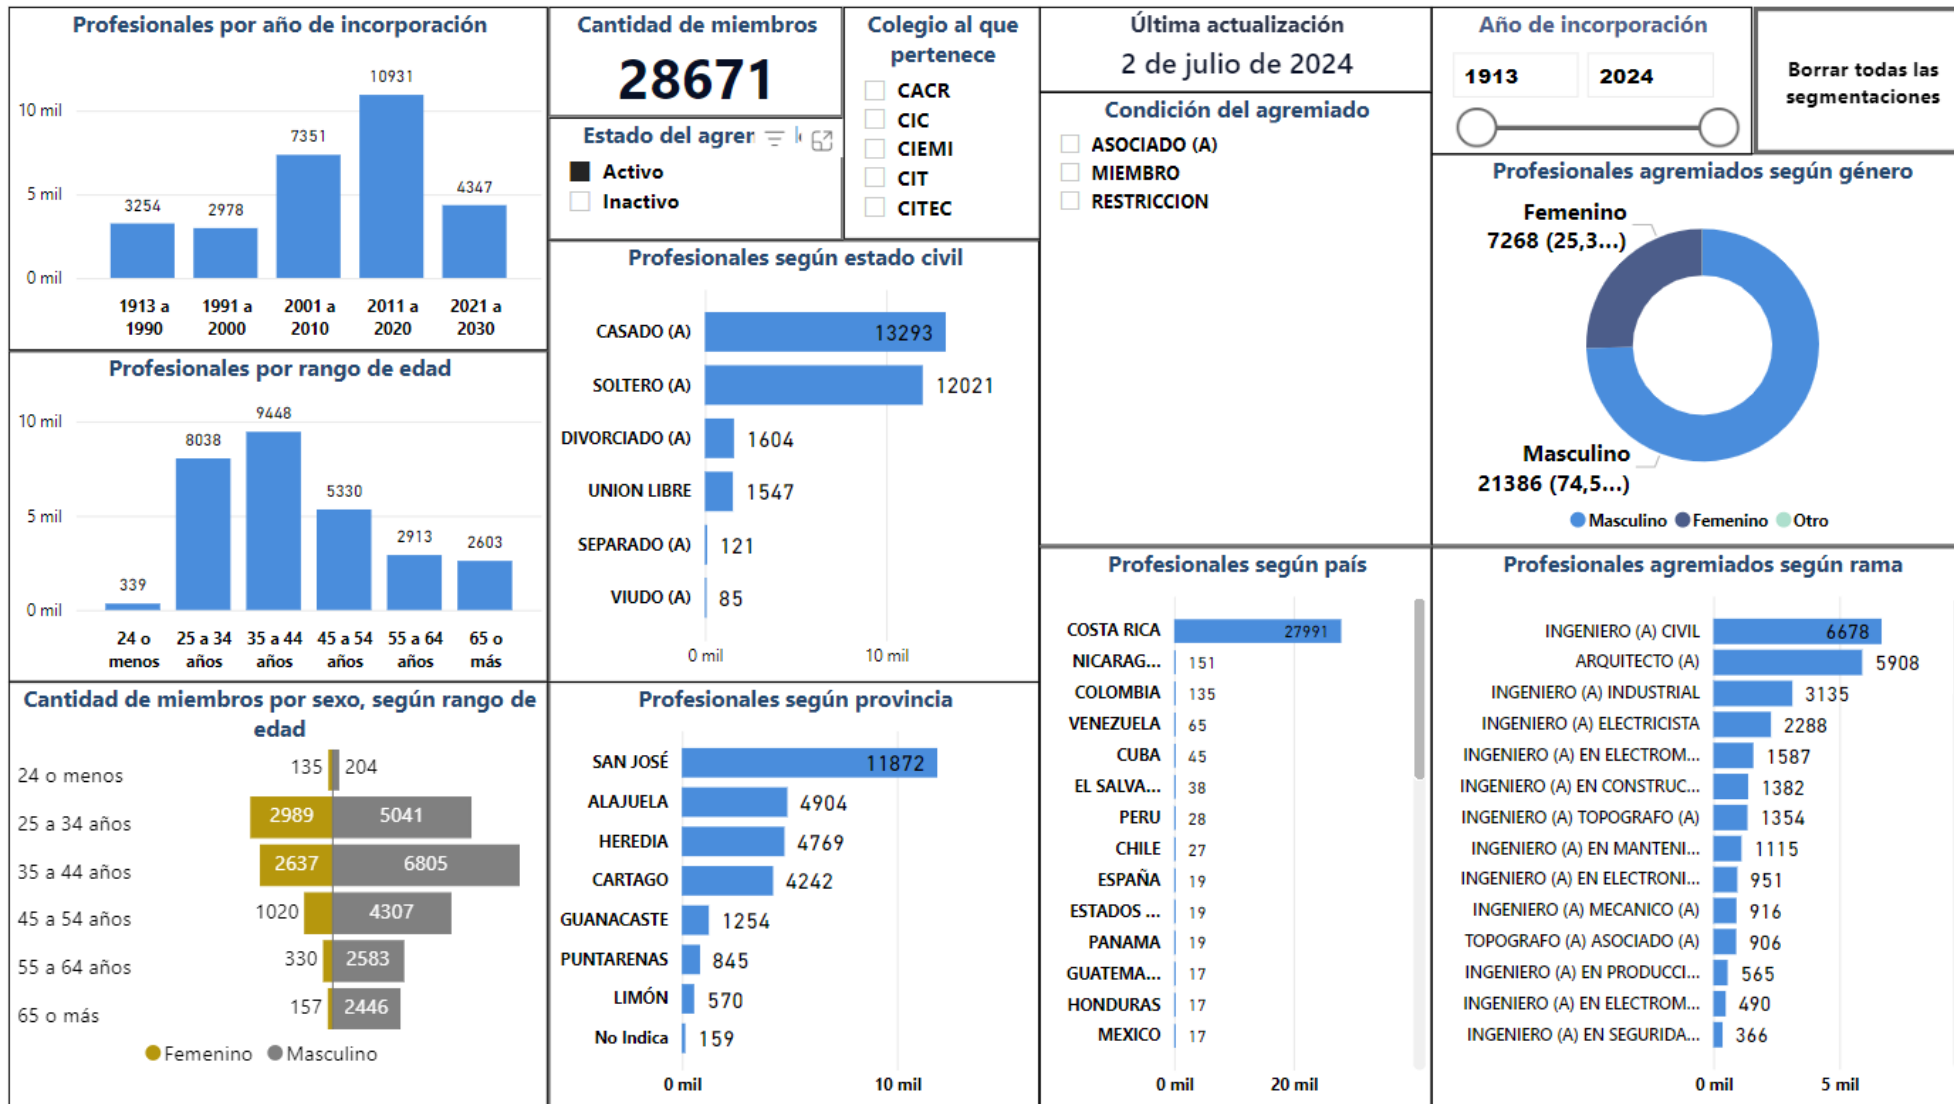 Profesionales por año de incorporación
10 mil
5 mil
0 mil
3254
2978
7351
10931
4347
1913 a
1990
1991 a
2000
2001 a
2010
2011 a
2020
2021 a
2030
Profesionales por rango de edad
10 mil
5 mil
0 mil
339
8038
9448
5330
2913
2603
24 o
menos
25 a 34
años
35 a 44
años
45 a 54
años
55 a 64
años
65 o
más
Cantidad de miembros por sexo, según rango de
edad
24 o menos 135 204
25 a 34 años 2989 5041
35 a 44 años 2637 6805
45 a 54 años 1020 4307
55 a 64 años 330 2583
65 o más 157 2446
Femenino Masculino
Cantidad de miembros
28671
Estado del agrer
Activo
Inactivo
Colegio al que
pertenece
CACR
CIC
CIEMI
CIT
CITEC
Profesionales según estado civil
CASADO (A) 13293
SOLTERO (A) 12021
DIVORCIADO (A) 1604
UNION LIBRE 1547
SEPARADO (A) 121
VIUDO (A) 85
0 mil 10 mil
Profesionales según provincia
SAN JOSÉ 11872
ALAJUELA 4904
HEREDIA 4769
CARTAGO 4242
GUANACASTE 1254
PUNTARENAS 845
LIMÓN 570
No Indica 159
0 mil 10 mil
Última actualización
2 de julio de 2024
Condición del agremiado
ASOCIADO (A)
MIEMBRO
RESTRICCION
Profesionales según país
COSTA RICA 27991
NICARAG... 151
COLOMBIA 135
VENEZUELA 65
CUBA 45
EL SALVA... 38
PERU 28
CHILE 27
ESPAÑA 19
ESTADOS ... 19
PANAMA 19
GUATEMA... 17
HONDURAS 17
MEXICO 17
0 mil 20 mil
Año de incorporación
1913 2024
Borrar todas las
segmentaciones
Profesionales agremiados según género
Femenino
7268 (25,3...)
Masculino
21386 (74,5...)
Masculino Femenino Otro
Profesionales agremiados según rama
INGENIERO (A) CIVIL 6678
ARQUITECTO (A) 5908
INGENIERO (A) INDUSTRIAL 3135
INGENIERO (A) ELECTRICISTA 2288
INGENIERO (A) EN ELECTROM... 1587
INGENIERO (A) EN CONSTRUC... 1382
INGENIERO (A) TOPOGRAFO (A) 1354
INGENIERO (A) EN MANTENI... 1115
INGENIERO (A) EN ELECTRONI... 951
INGENIERO (A) MECANICO (A) 916
TOPOGRAFO (A) ASOCIADO (A) 906
INGENIERO (A) EN PRODUCCI... 565
INGENIERO (A) EN ELECTROM... 490
INGENIERO (A) EN SEGURIDA... 366
0 mil 5 mil